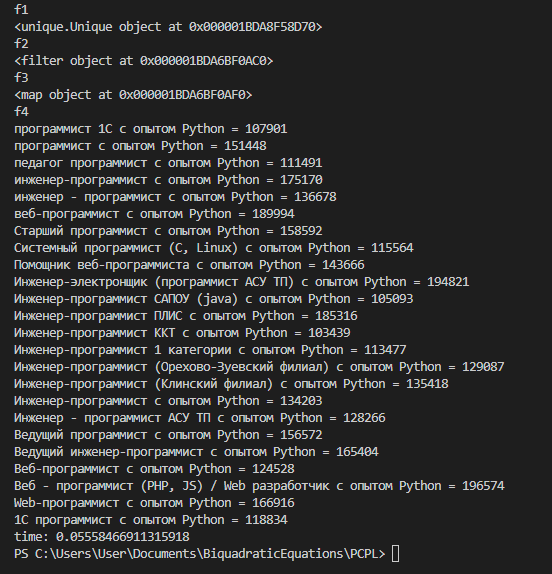 f1
<unique.Unique object at 0x000001BDA8F58D70>
f2
<filter object at 0x000001BDA6BF0AC0>
f3
<map object at 0x000001BDA6BF0AF0>
f4
программист 1С с опытом Python = 107901
программист с опытом Python = 151448
педагог программист с опытом Python = 111491
инженер-программист с опытом Python = 175170
инженер - программист с опытом Python = 136678
веб-программист с опытом Python = 189994
Старший программист с опытом Python = 158592
Системный программист (C, Linux) с опытом Python = 115564
Помощник веб-программиста с опытом Python = 143666
Инженер-электронщик (программист АСУ ТП) с опытом Python = 194821
Инженер-программист САПОУ (java) с опытом Python = 105093
Инженер-программист ПЛИС с опытом Python = 185316
Инженер-программист ККТ с опытом Python = 103439
Инженер-программист 1 категории с опытом Python = 113477
Инженер-программист (Орехово-Зуевский филиал) с опытом Python = 129087
Инженер-программист (Клинский филиал) с опытом Python = 135418
Инженер-программист с опытом Python = 134203
Инженер - программист АСУ ТП с опытом Python = 128266
Ведущий программист с опытом Python = 156572
Ведущий инженер-программист с опытом Python = 165404
Веб-программист с опытом Python = 124528
Веб - программист (PHP, JS) / Web разработчик с опытом Python = 196574
Web-программист с опытом Python = 166916
1С программист с опытом Python = 118834
time: 0.05558466911315918
PS C:\Users\User\Documents\BiquadraticEquations\PCPL>